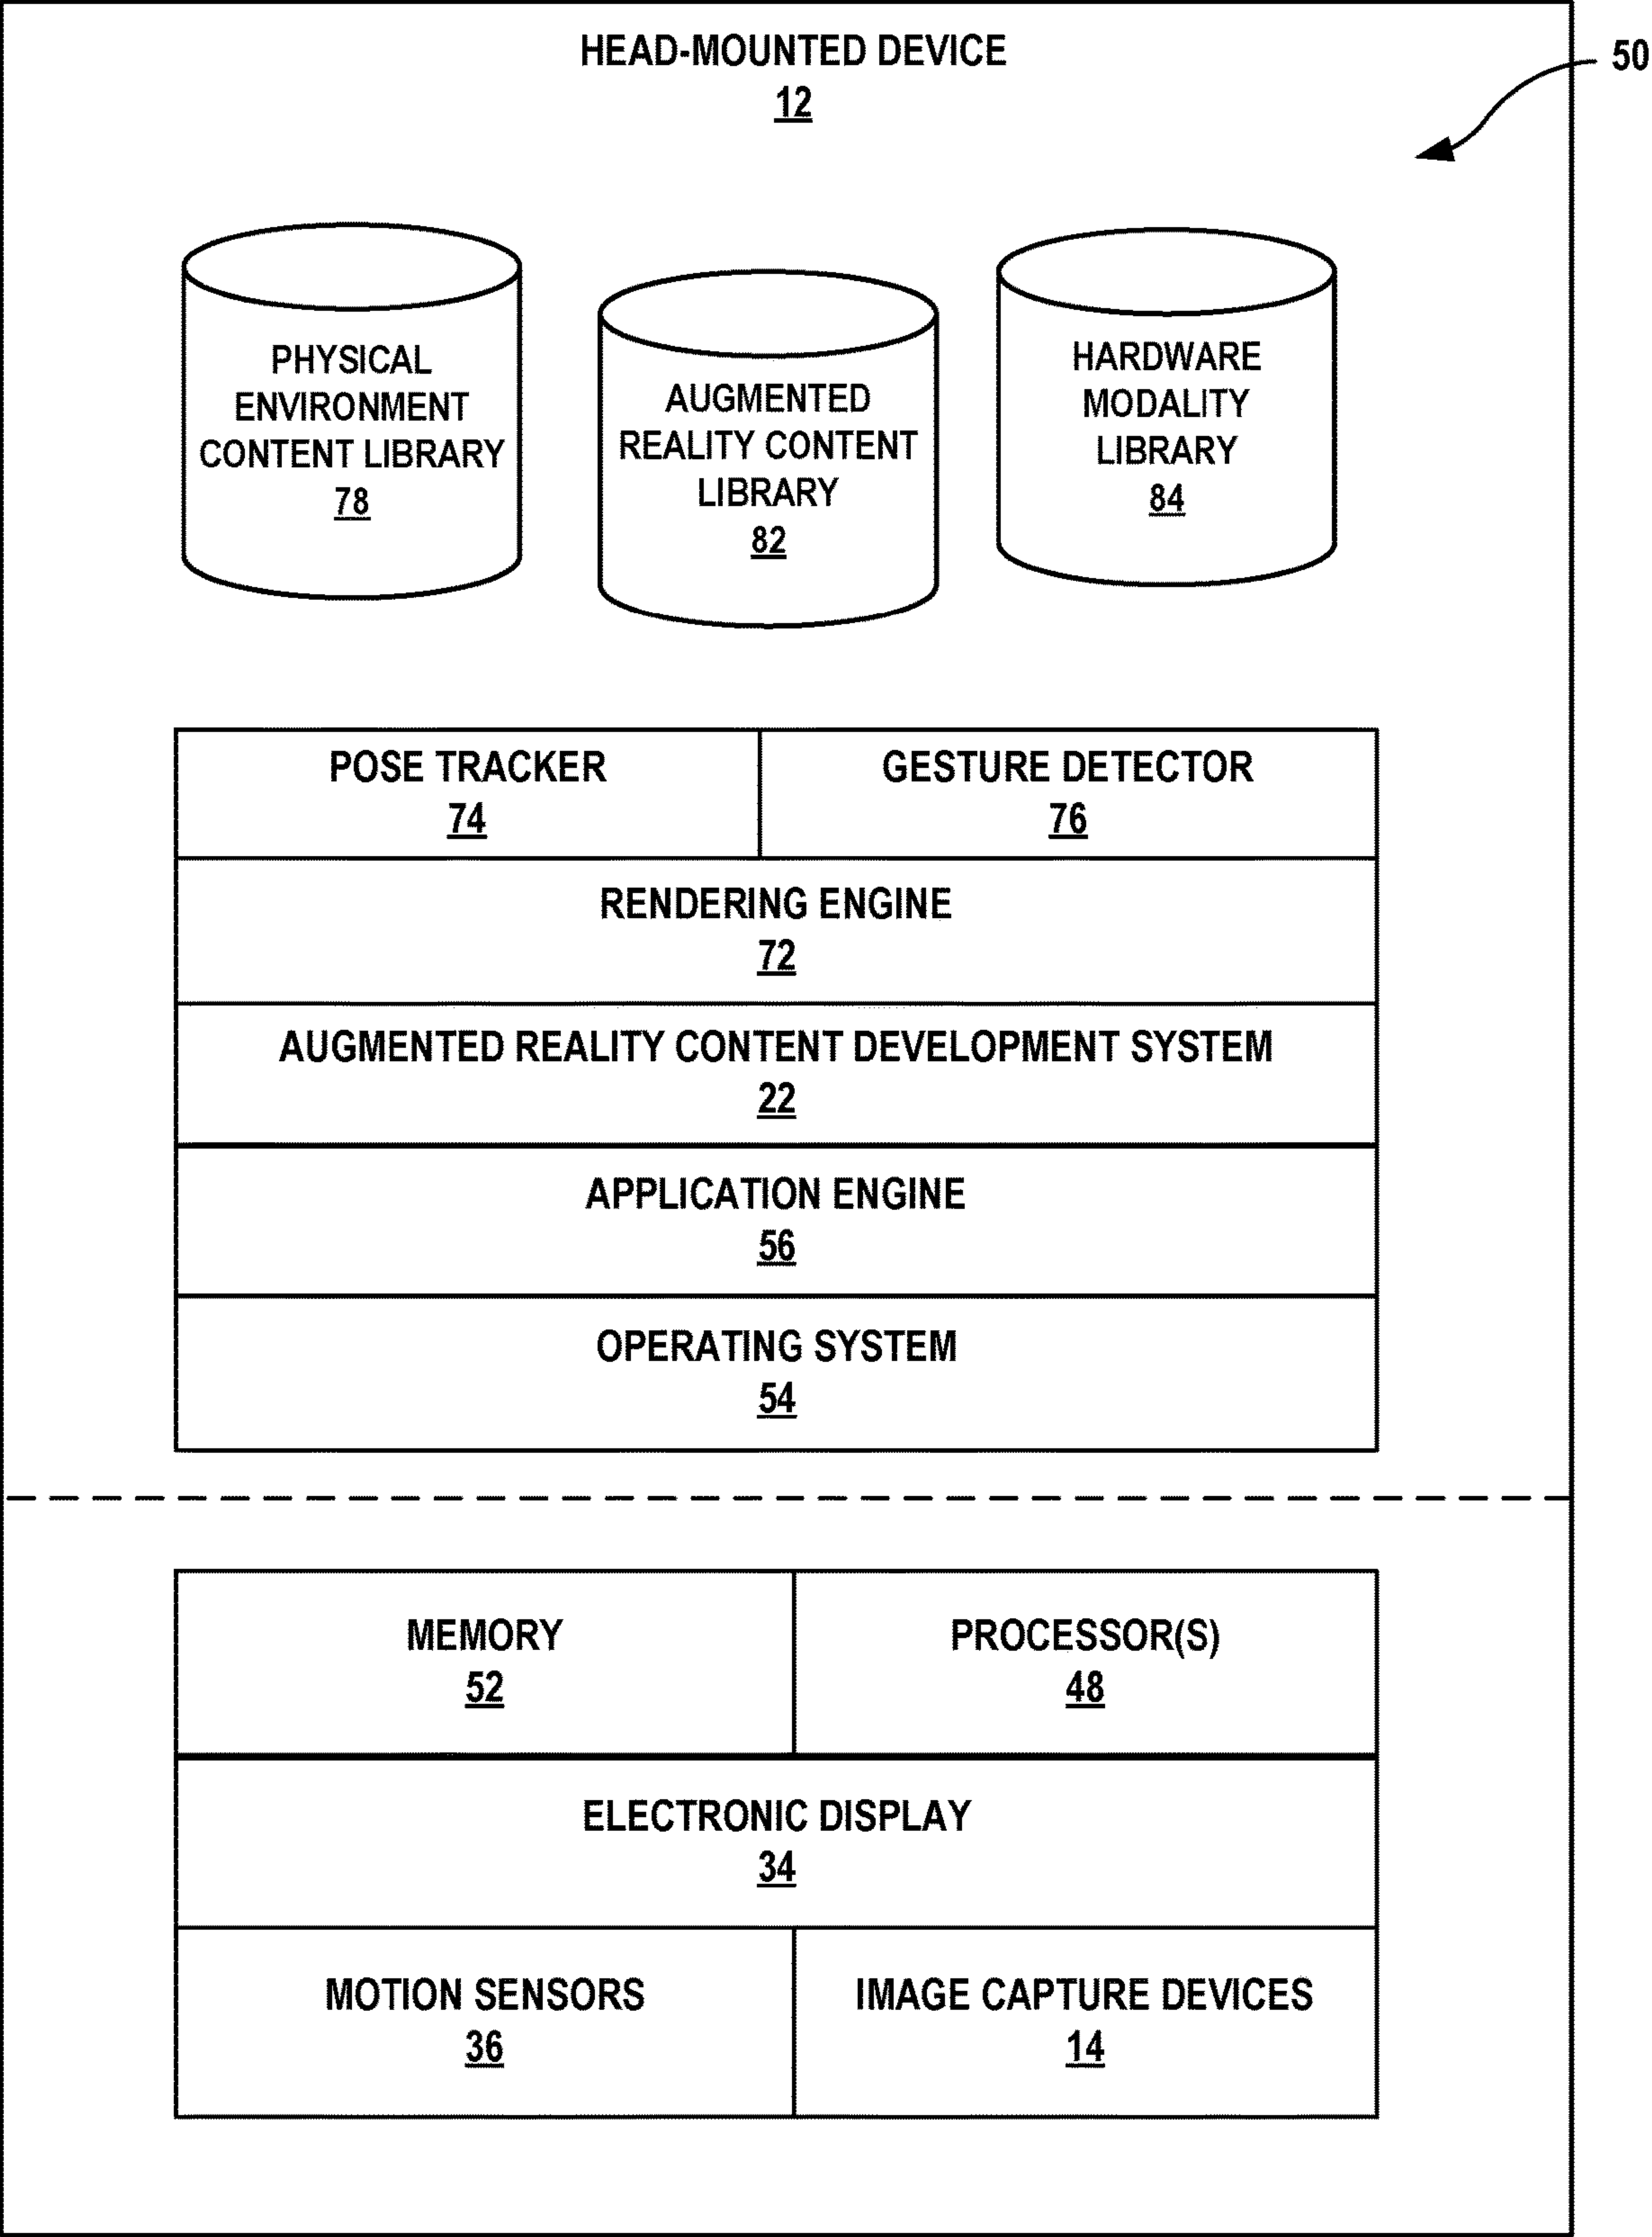 HEAD-MOUNTED DEVICE
12
50
PHYSICAL
ENVIRONMENT
CONTENT LIBRARY
78
AUGMENTED
REALITY CONTENT
LIBRARY
82
HARDWARE
MODALITY
LIBRARY
84
POSE TRACKER
74
GESTURE DETECTOR
76
RENDERING ENGINE
72
AUGMENTED REALITY CONTENT DEVELOPMENT SYSTEM
22
APPLICATION ENGINE
56
OPERATING SYSTEM
54
MEMORY
52
PROCESSOR(S)
48
ELECTRONIC DISPLAY
34
MOTION SENSORS
36
IMAGE CAPTURE DEVICES
14